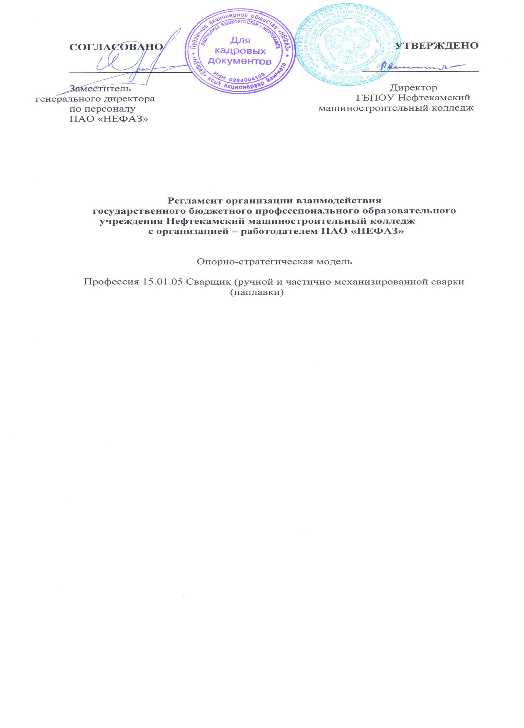 СОГЛАСОВАНО
Заместитель
генерального директора
по персоналу
ПАО «НЕФАЗ»
Для
кадровых
документов
УТВЕРЖДЕНО
Директор
ГБПОУ Нефтекамский
машиностроительный колледж
Регламент организации взаимодействия
государственного бюджетного профессионального образовательного
учреждения Нефтекамский машиностроительный колледж
с организацией – работодателем ПАО «НЕФАЗ»
Опорно-стратегическая модель
Профессия 15.01.05 Сварщик (ручной и частично механизированной сварки
(наплавки)